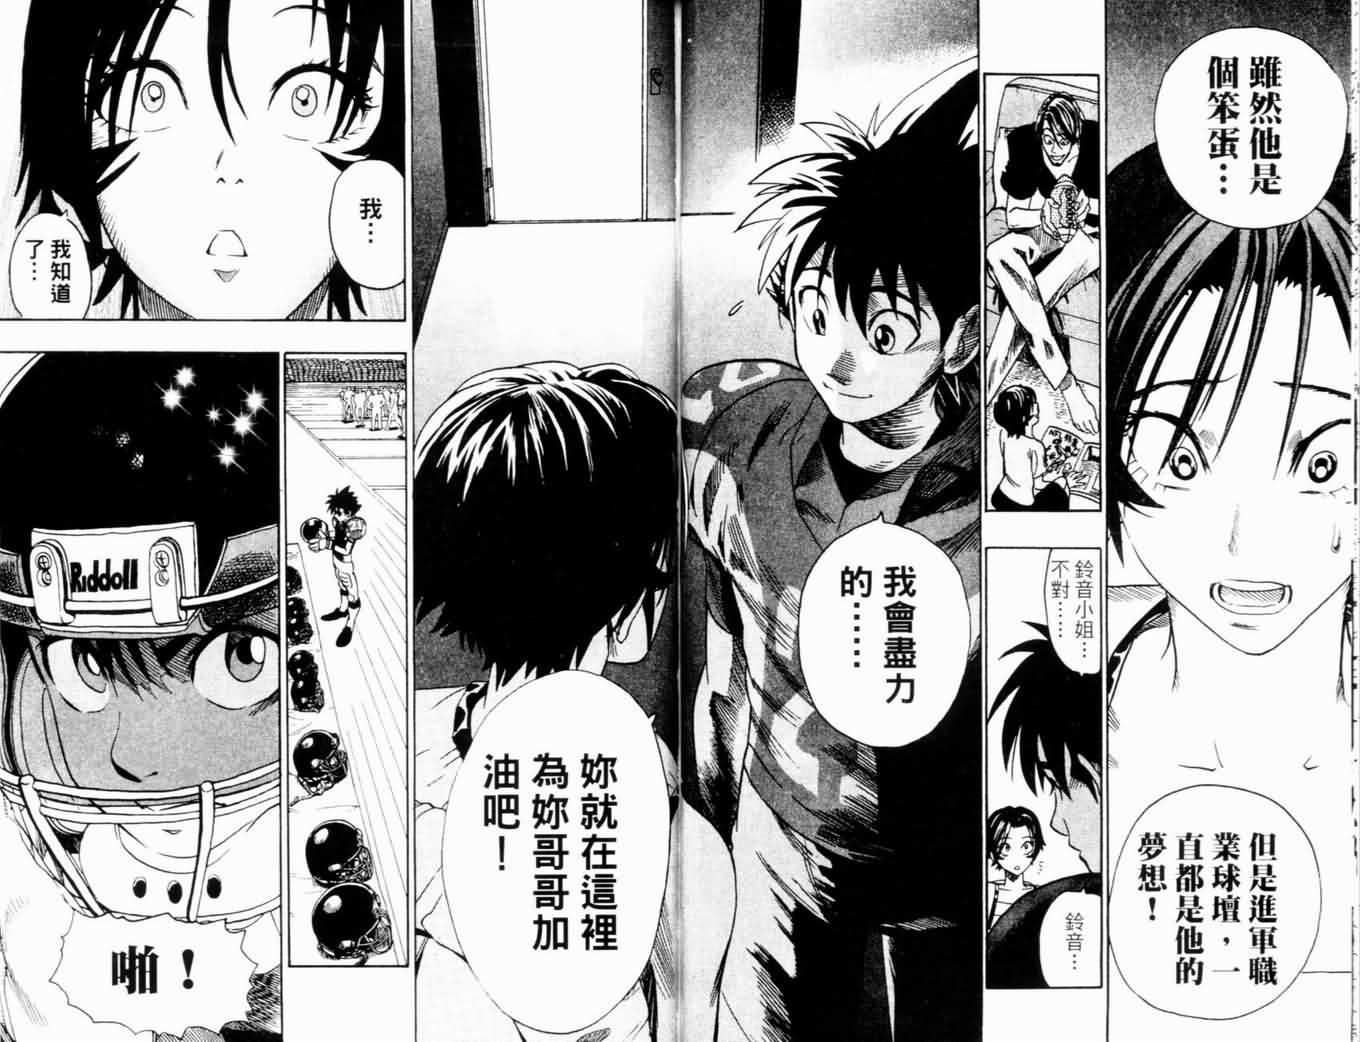 雖然他是
個笨蛋…
但是進軍職
業球壇，一
直都是他的
夢想！
鈴音小姐…
不對……
鈴音…
我會盡力
的……
妳就在這裡
為妳哥哥加
油吧！
我…
我知道
了…
Riddoll
啪！